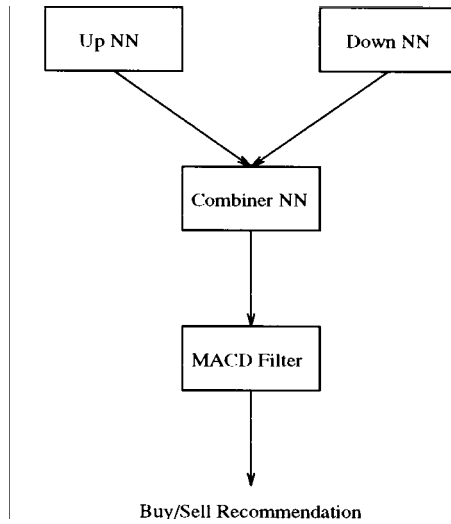 Up NN
Down NN
Combiner NN
MACD Filter
Buy/Sell Recommendation